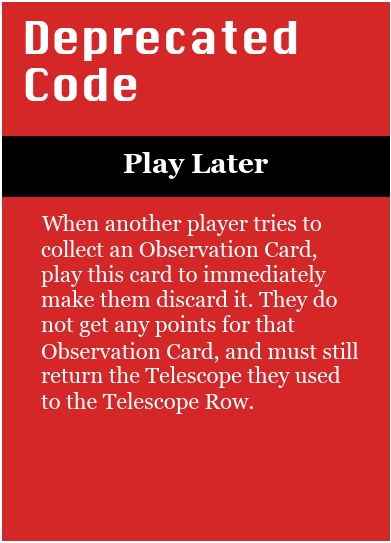 Deprecated
Code
Play Later
When another player tries to
collect an Observation Card,
play this card to immediately
make them discard it. They do
not get any points for that
Observation Card, and must still
return the Telescope they used
to the Telescope Row.